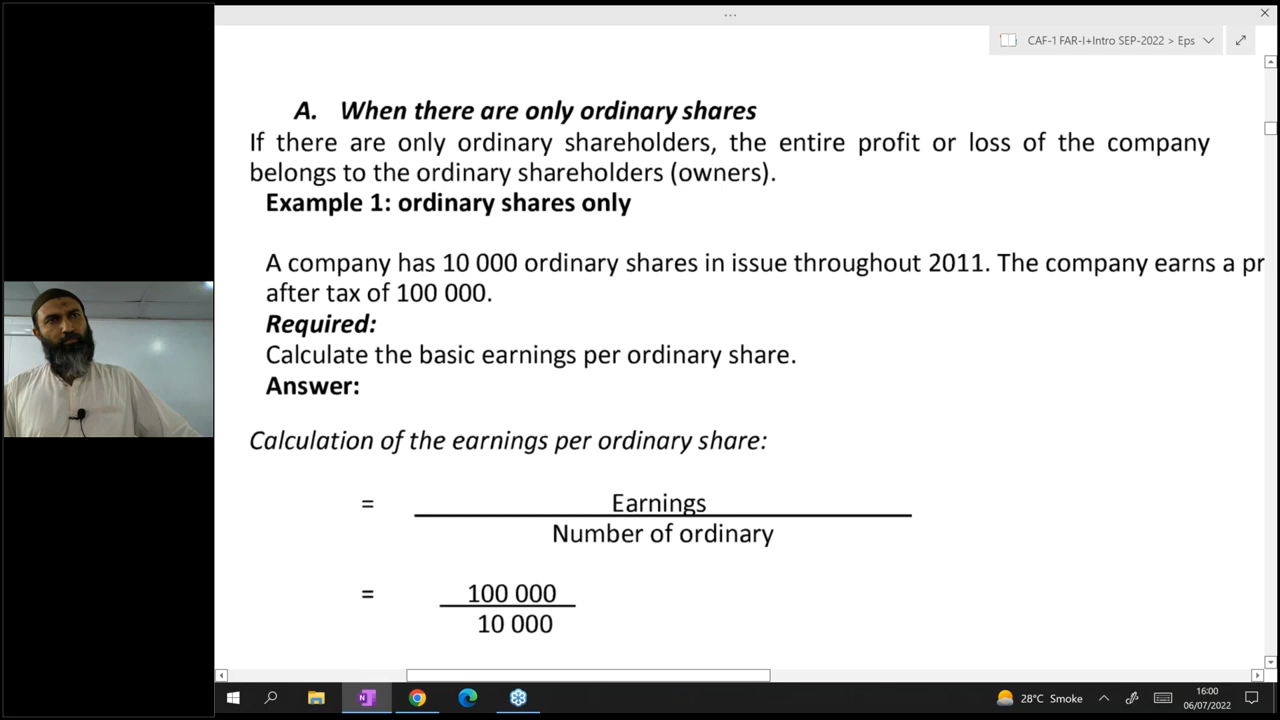 CAF-1 FAR-I+Intro SEP-2022 > Eps
A. When there are only ordinary shares
If there are only ordinary shareholders, the entire profit or loss of the company
belongs to the ordinary shareholders (owners).
Example 1: ordinary shares only
A company has 10 000 ordinary shares in issue throughout 2011. The company earns a pr
after tax of 100 000.
Required:
Calculate the basic earnings per ordinary share.
Answer:
Calculation of the earnings per ordinary share:
= Earnings
Number of ordinary
= 100 000
10 000
28°C Smoke
16:00
06/07/2022